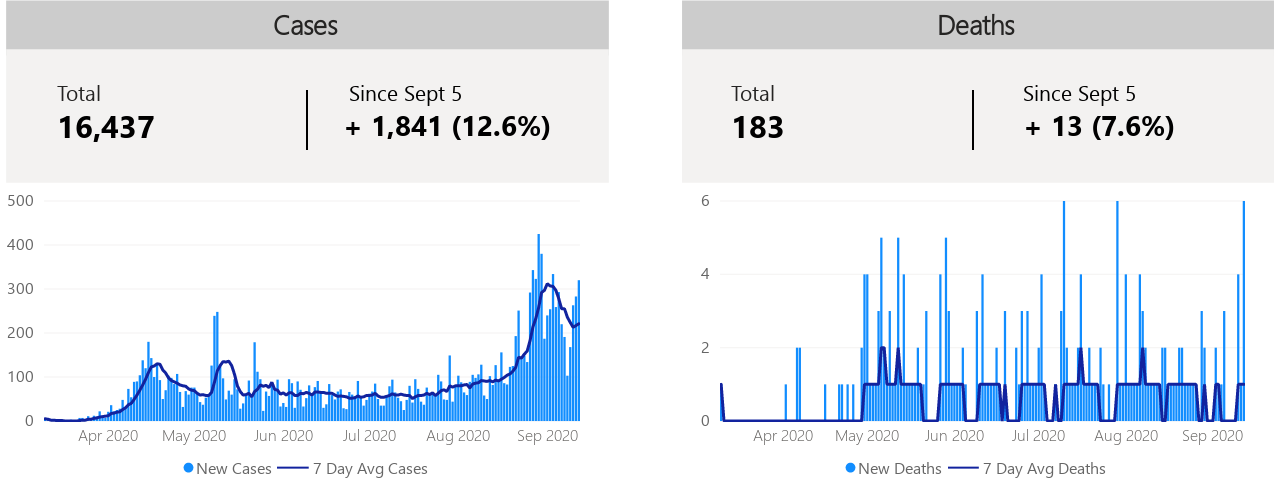 Cases
Total
16,437
Since Sept 5
+ 1,841 (12.6%)
500
400
300
200
100
0
Apr 2020 May 2020 Jun 2020 Jul 2020 Aug 2020 Sep 2020
New Cases 7 Day Avg Cases
Deaths
Total
183
Since Sept 5
+ 13 (7.6%)
6
4
2
0
Apr 2020 May 2020 Jun 2020 Jul 2020 Aug 2020 Sep 2020
New Deaths 7 Day Avg Deaths